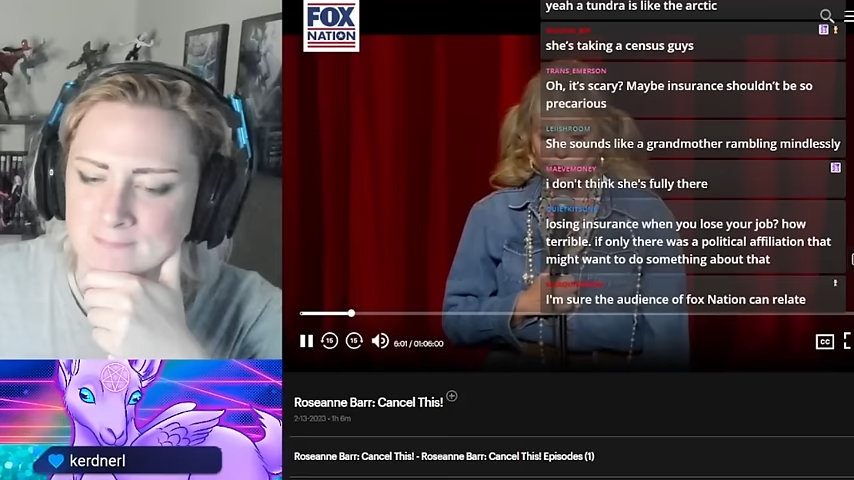 FOX
NATION
yeah a tundra is like the arctic
she's taking a census guys
TRANS_EMERSON
Oh, it's scary? Maybe insurance shouldn't be so
precarious
LEIISHROOM
She sounds like a grandmother rambling mindlessly
MAEVEMONEY
i don't think she's fully there
losing insurance when you lose your job? how
terrible. if only there was a political affiliation that
might want to do something about that
I'm sure the audience of fox Nation can relate
15
15
6:01 / 01:06:00
CC
Roseanne Barr: Cancel This!
2-13-2023 • 1h 6m
Roseanne Barr: Cancel This! - Roseanne Barr: Cancel This! Episodes (1)
kerdnerl